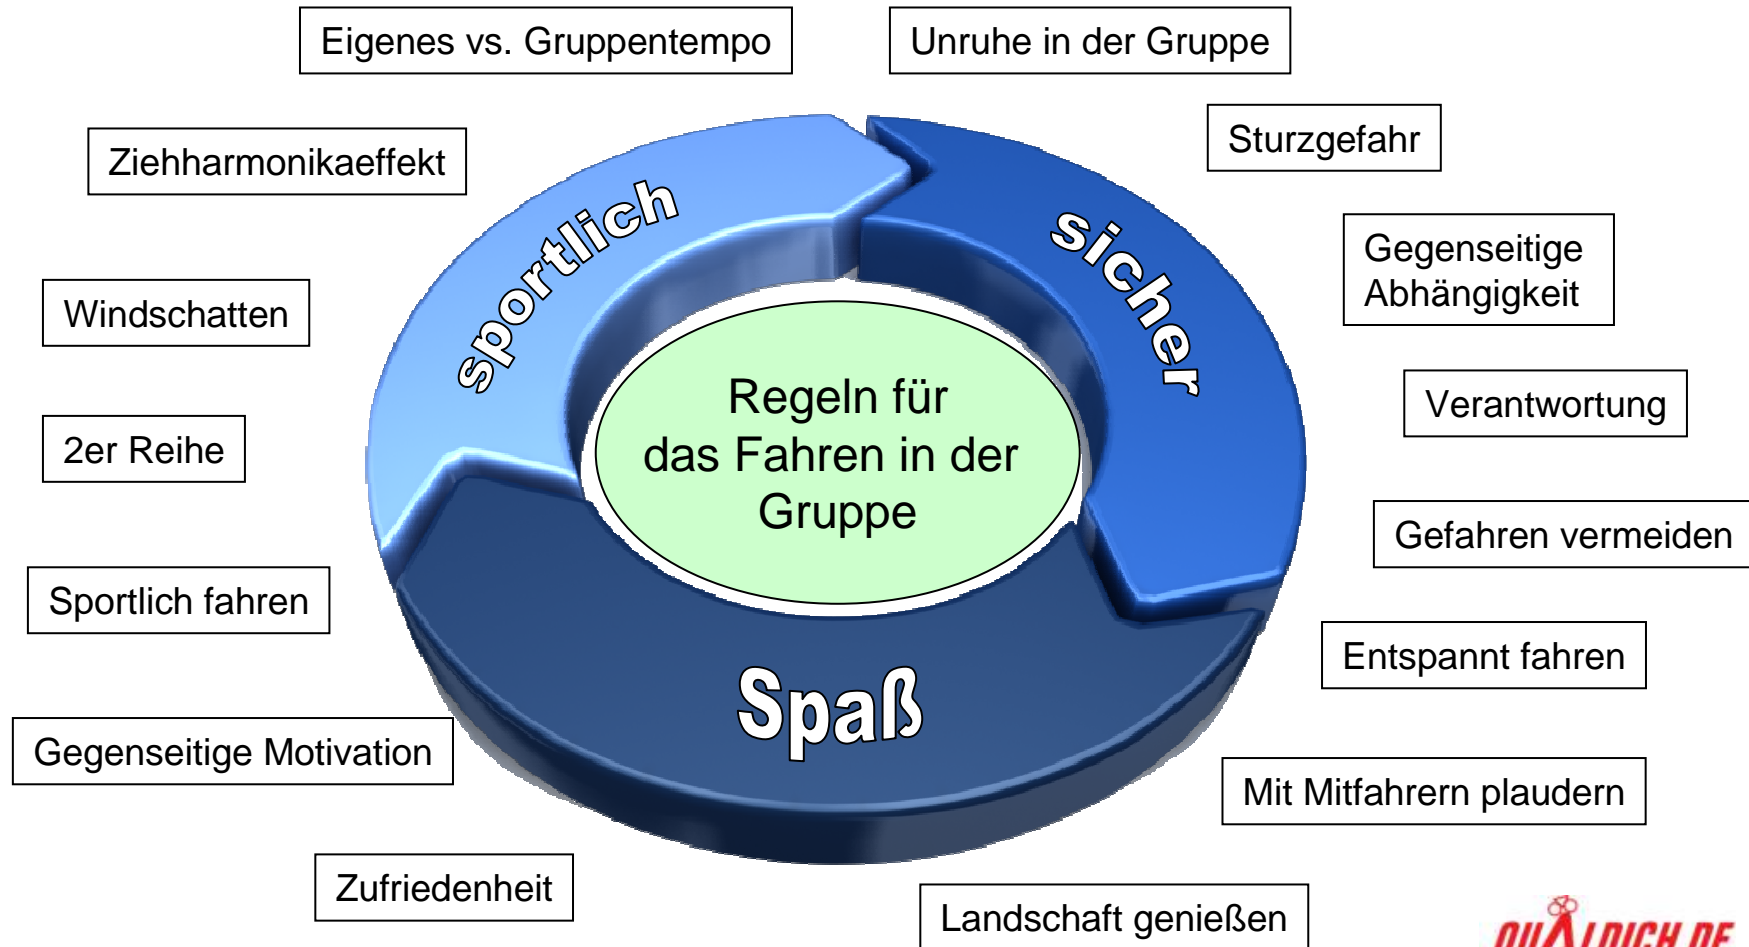 Eigenes vs. Gruppentempo
Unruhe in der Gruppe
Sturzgefahr
Ziehharmonikaeffekt
sportlich
sicher
Gegenseitige
Abhängigkeit
Windschatten
Regeln für
das Fahren in der
Gruppe
Verantwortung
2er Reihe
Gefahren vermeiden
Sportlich fahren
Entspannt fahren
Spaß
Gegenseitige Motivation
Mit Mitfahrern plaudern
Zufriedenheit
Landschaft genießen
QUÄLDICH.DE